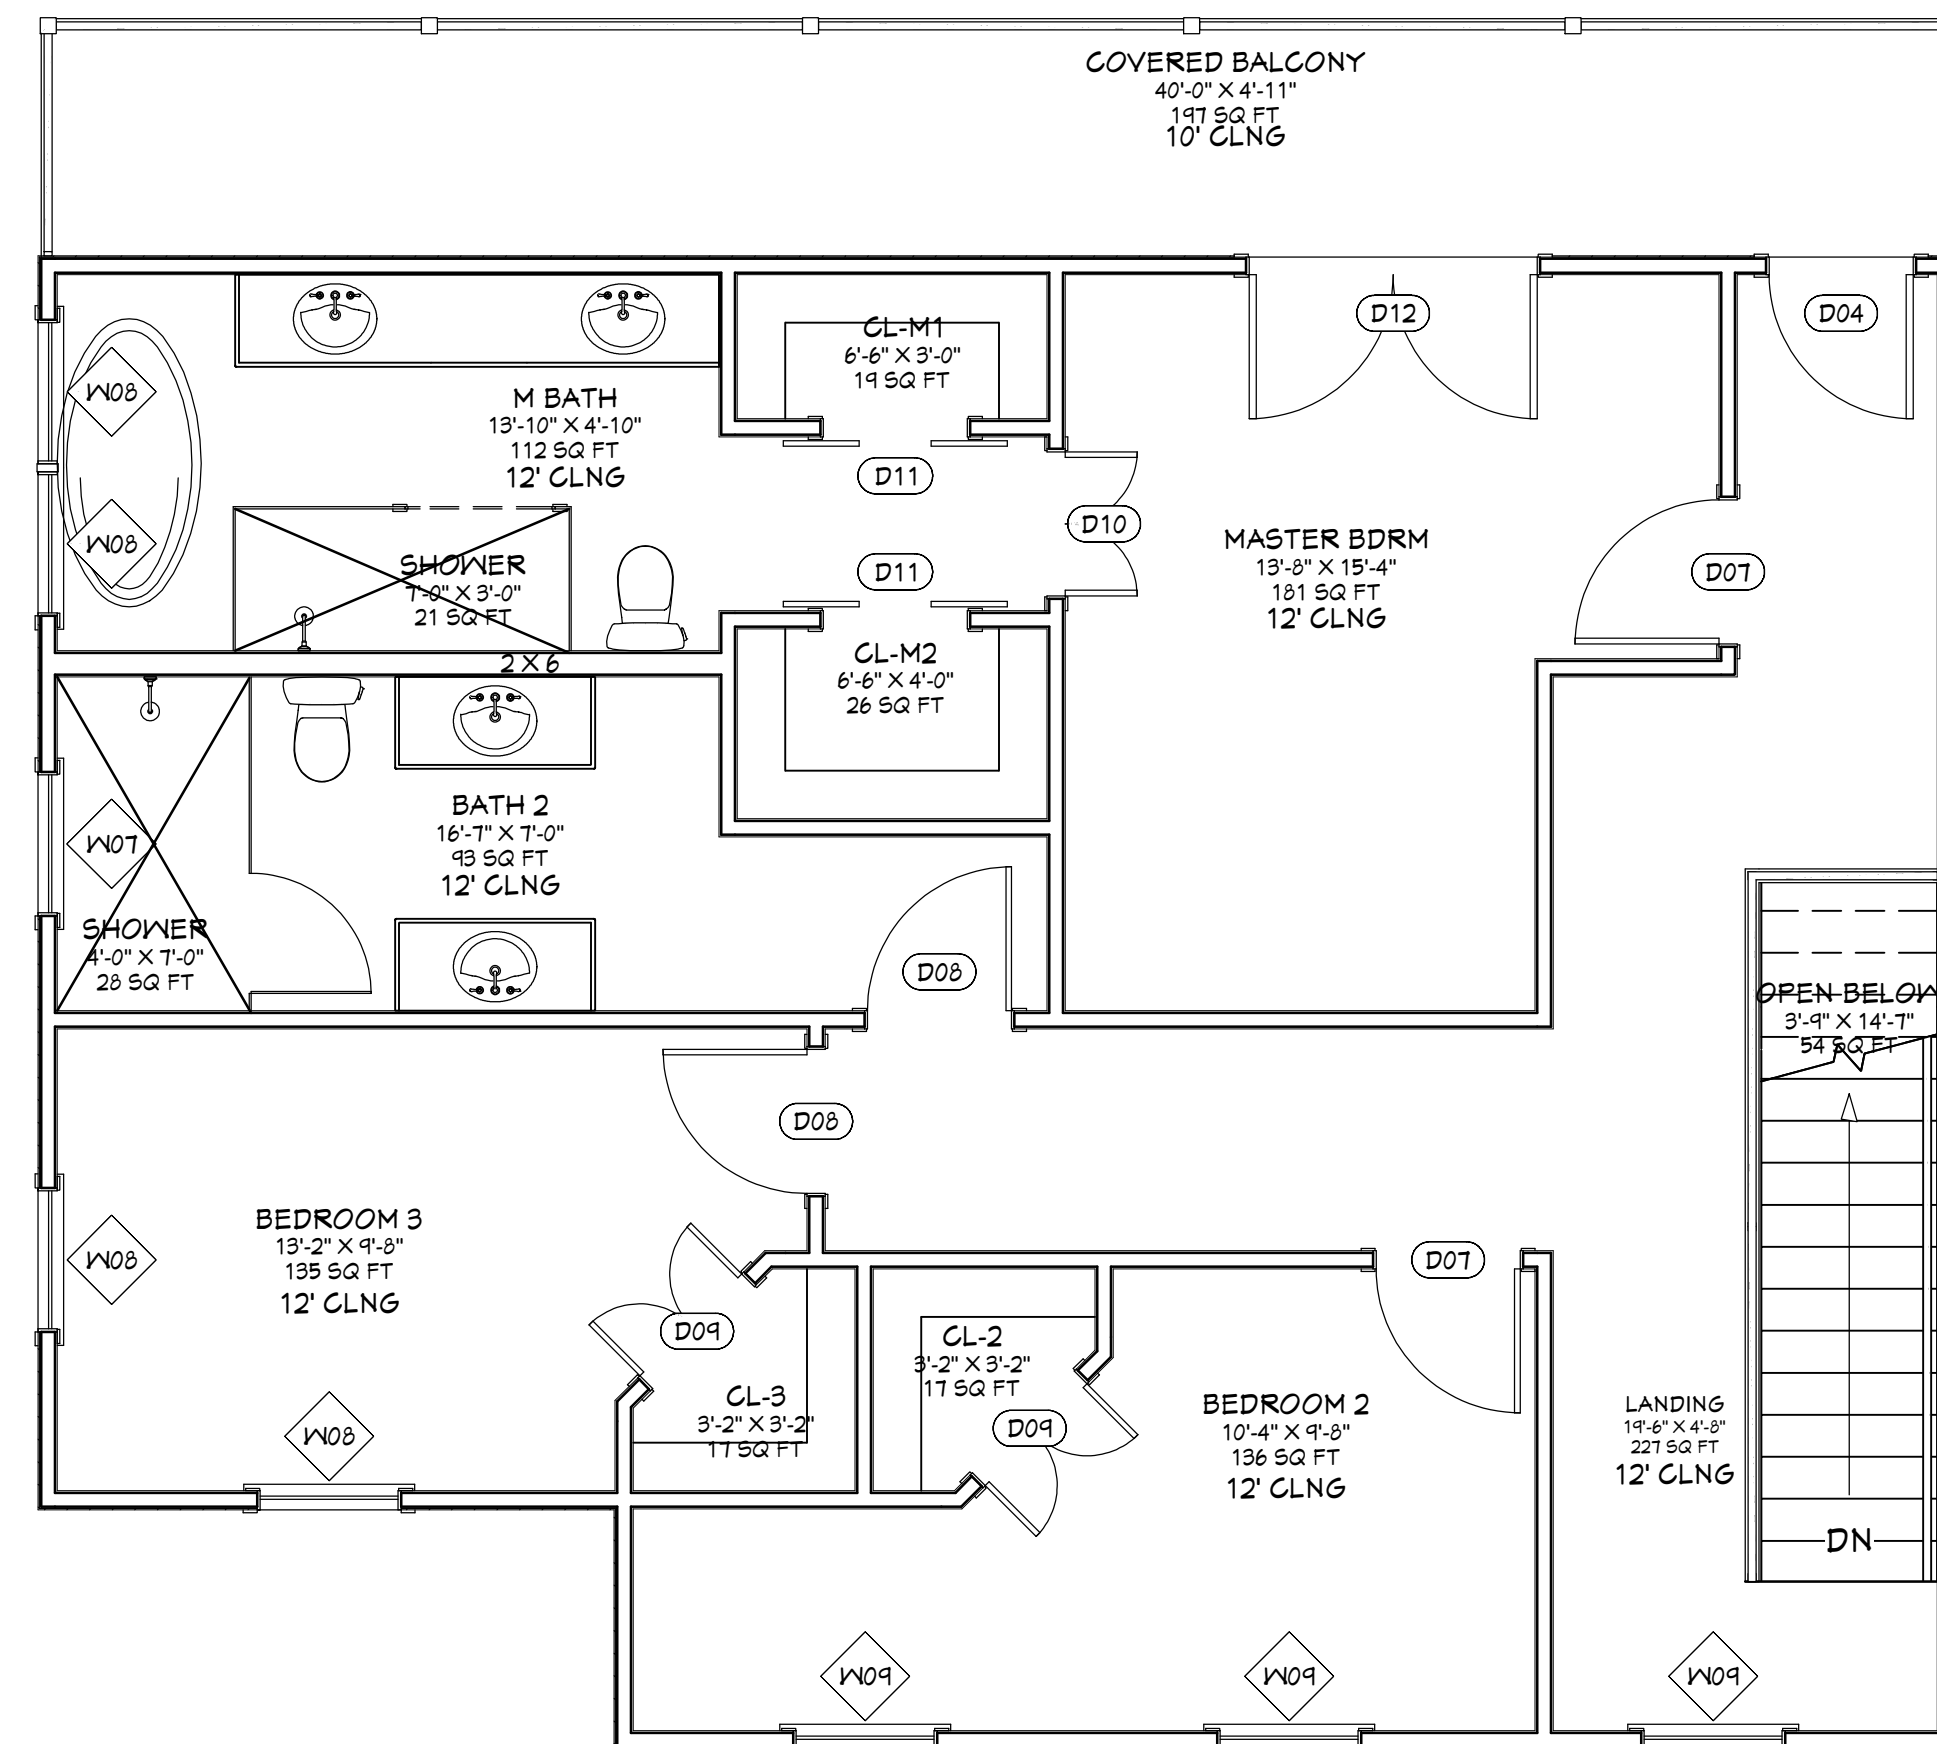 COVERED BALCONY
40'-0" X 4'-11"
197 SQ FT
10' CLNG
D12
D04
CL-M1
6'-6" X 3'-0"
19 SQ FT
W08
M BATH
13'-10" X 4'-10"
112 SQ FT
12' CLNG
D11
D10
W08
SHOWER
7'-0" X 3'-0"
21 SQ FT
D11
MASTER BDRM
13'-8" X 15'-4"
181 SQ FT
12' CLNG
D07
2 X 6
CL-M2
6'-6" X 4'-0"
26 SQ FT
W07
BATH 2
16'-7" X 7'-0"
93 SQ FT
12' CLNG
SHOWER
4'-0" X 7'-0"
28 SQ FT
D08
OPEN BELOW
3'-9" X 14'-7"
54 SQ FT
D08
BEDROOM 3
13'-2" X 9'-8"
135 SQ FT
12' CLNG
W08
W08
D09
CL-3
3'-2" X 3'-2"
17 SQ FT
CL-2
3'-2" X 3'-2"
17 SQ FT
D09
D07
BEDROOM 2
10'-4" X 9'-8"
136 SQ FT
12' CLNG
LANDING
19'-6" X 4'-8"
227 SQ FT
12' CLNG
DN
W09
W09
W09